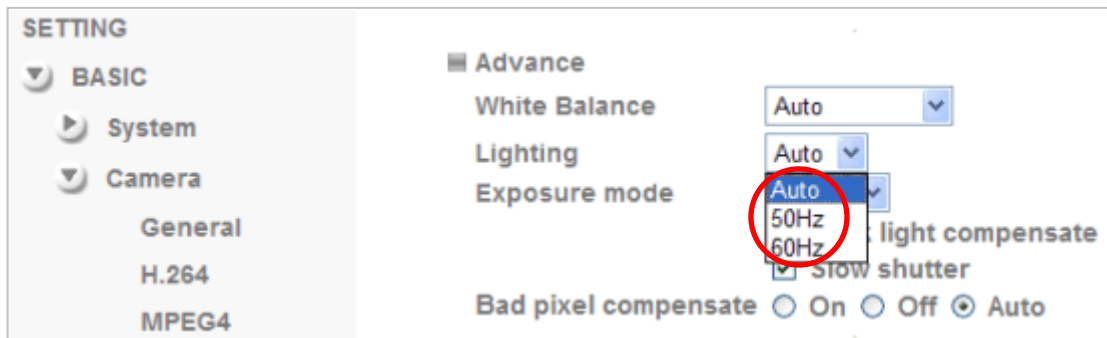 SETTING
BASIC
System
Camera
General
H.264
MPEG4
Advance
White Balance Auto
Lighting Auto
Exposure mode Auto
50Hz
light compensate
60Hz
Slow shutter
Bad pixel compensate On Off Auto